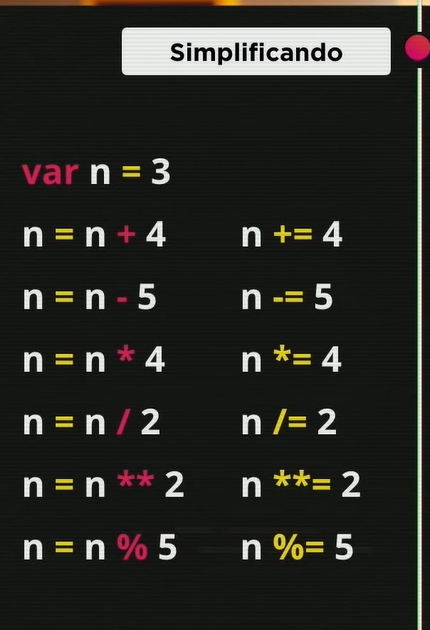 Simplificando
var n = 3
n = n + 4 n += 4
n = n - 5 n -= 5
n = n * 4 n *= 4
n = n / 2 n /= 2
n = n ** 2 n **= 2
n = n % 5 n %= 5